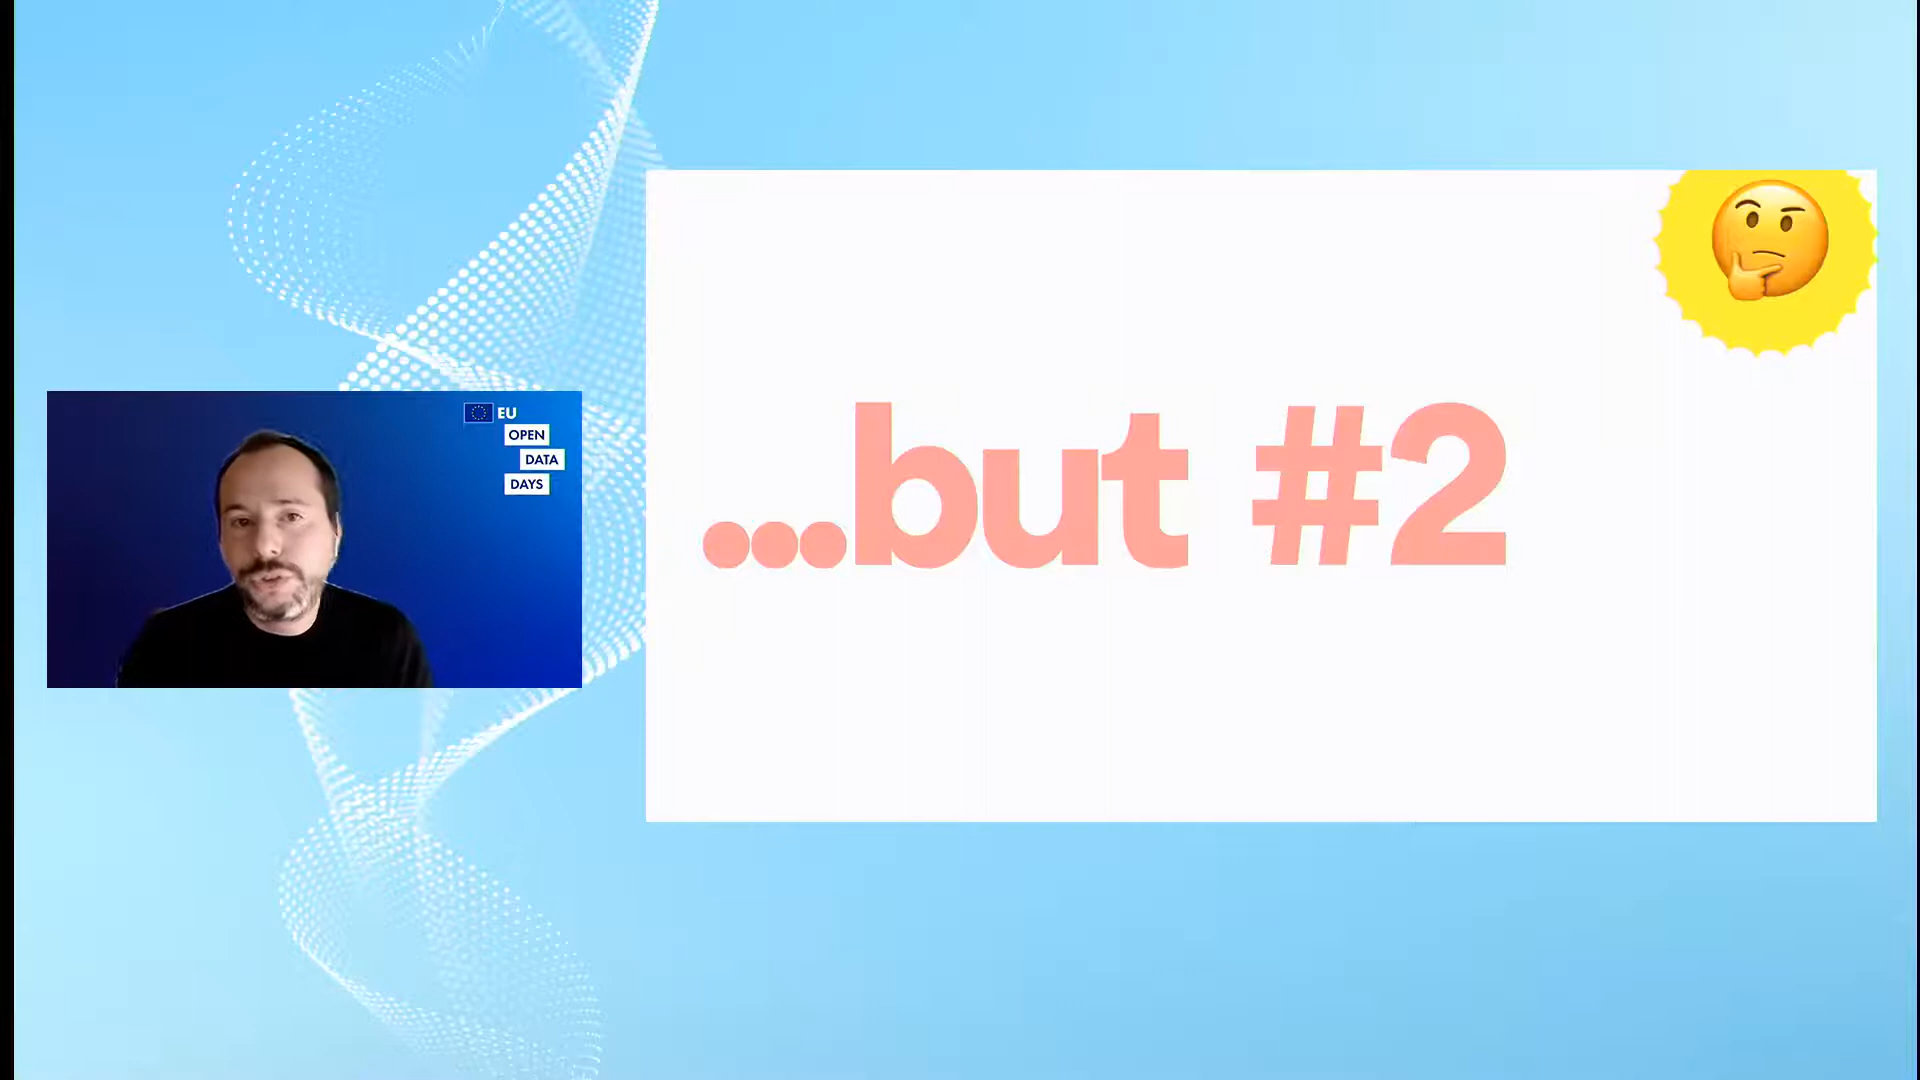 EU
OPEN
DATA
DAYS
...but #2